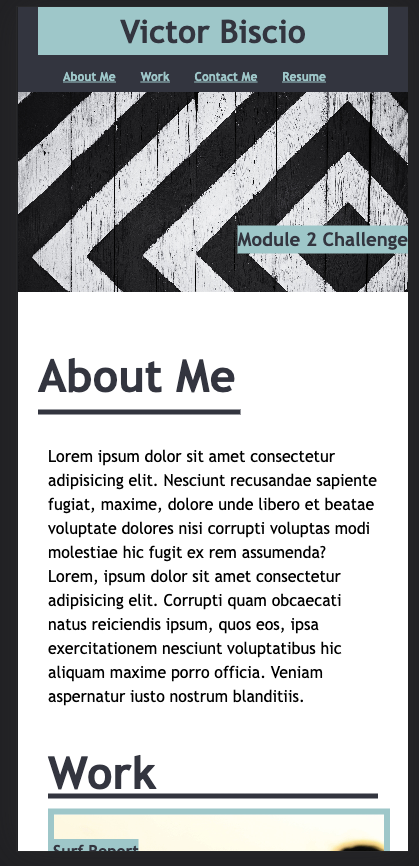 Victor Biscio
About Me Work Contact Me Resume
Module 2 Challenge
About Me
Lorem ipsum dolor sit amet consectetur
adipisicing elit. Nesciunt recusandae sapiente
fugiat, maxime, dolore unde libero et beatae
voluptate dolores nisi corrupti voluptas modi
molestiae hic fugit ex rem assumenda?
Lorem, ipsum dolor sit amet consectetur
adipisicing elit. Corrupti quam obcaecati
natus reiciendis ipsum, quos eos, ipsa
exercitationem nesciunt voluptatibus hic
aliquam maxime porro officia. Veniam
aspernatur iusto nostrum blanditiis.
Work
Surf Report